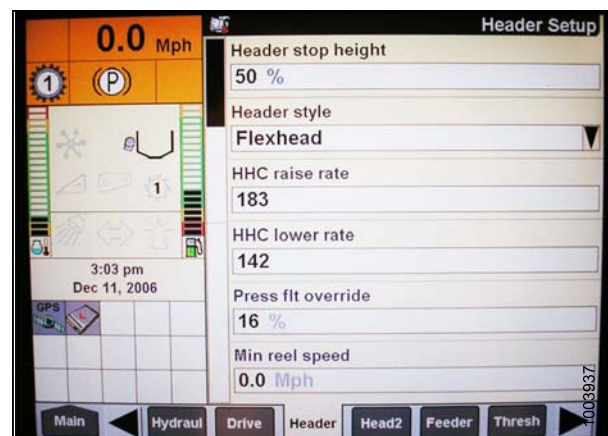 0.0 Mph
1
(P)
1
3:03 pm
Dec 11, 2006
GPS
Header Setup
Header stop height
50 %
Header style
Flexhead
HHC raise rate
183
HHC lower rate
142
Press flt override
16 %
Min reel speed
0.0 Mph
Main
Hydraul
Drive
Header
Head2
Feeder
Thresh
1003937